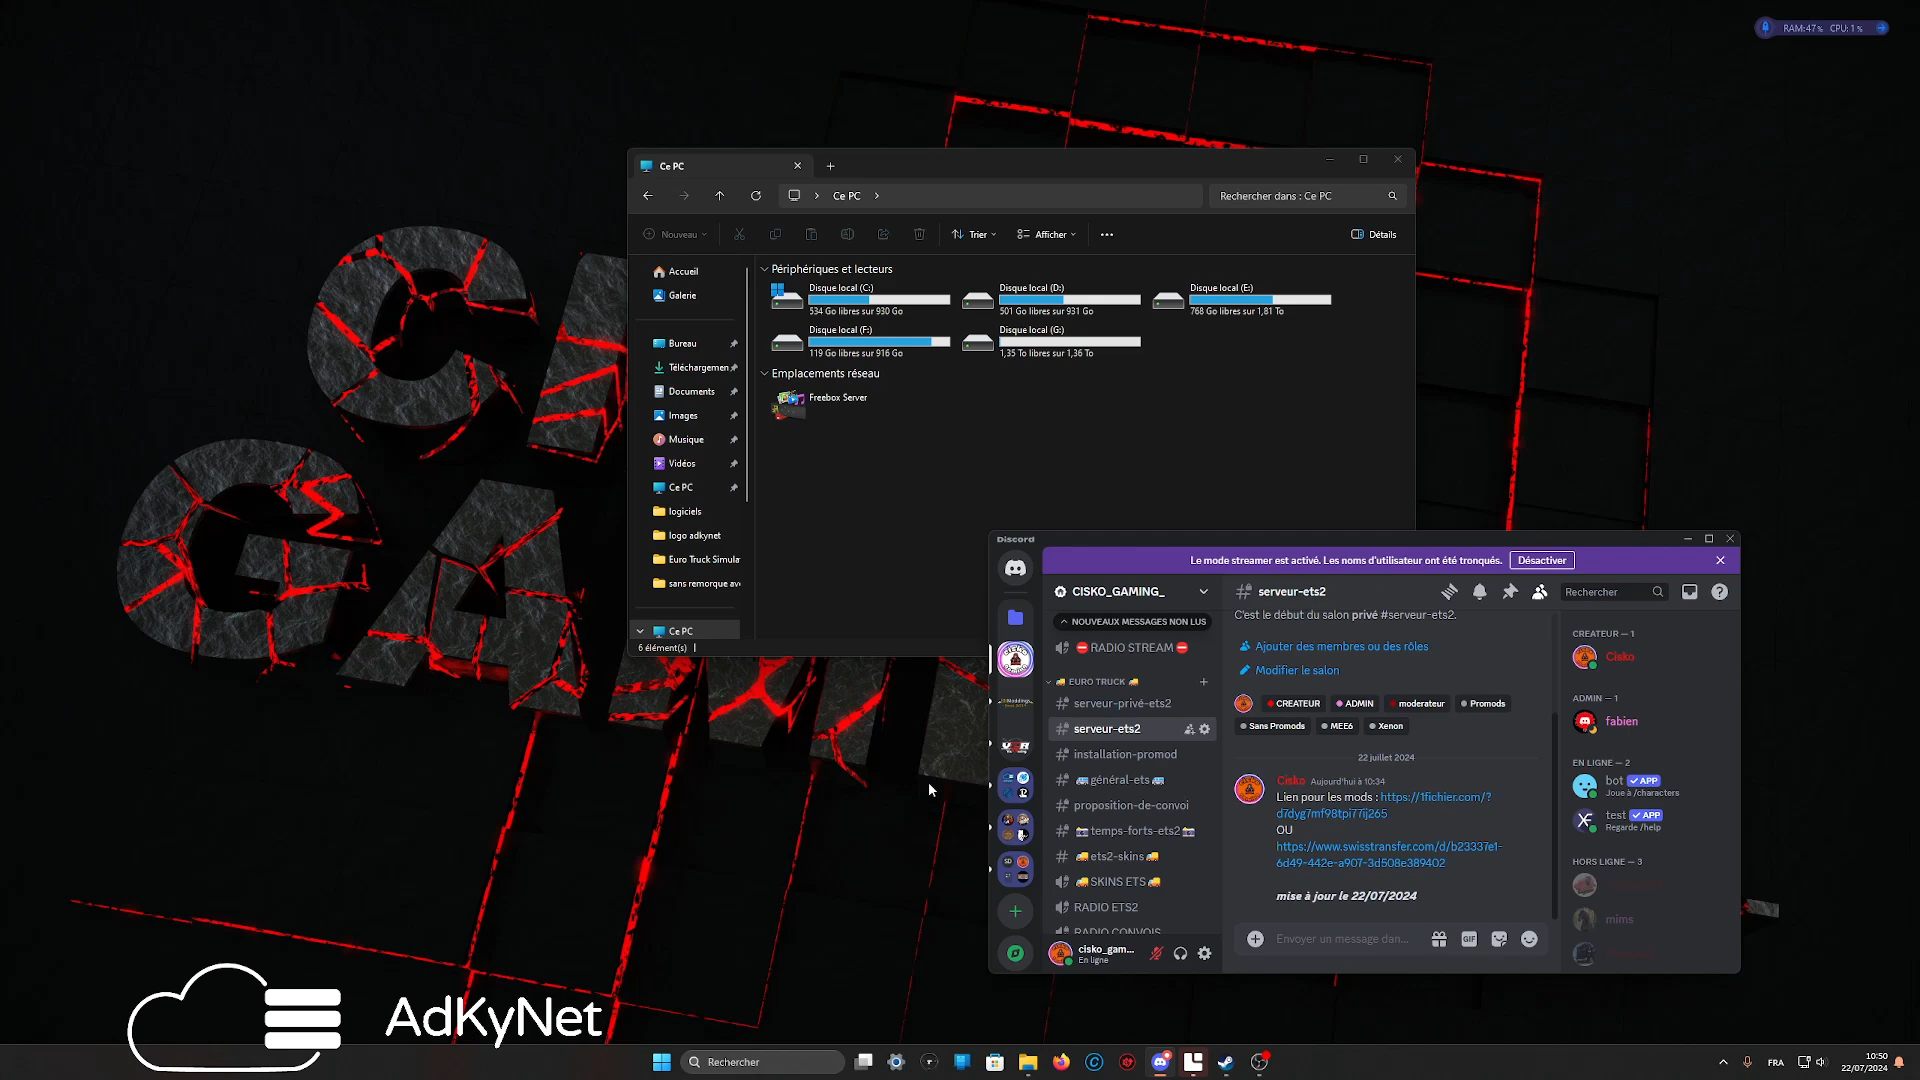 RAM:47% CPU: 1%
Ce PC
Ce PC
Rechercher dans : Ce PC
Nouveau
Trier
Afficher
Détails
Accueil
Galerie
Bureau
Téléchargemen
Documents
Images
Musique
Vidéos
Ce PC
logiciels
logo adkynet
Euro Truck Simula
sans remorque ave
Ce PC
6 élément(s)
Périphériques et lecteurs
Disque local (C:)
534 Go libres sur 930 Go
Disque local (D:)
501 Go libres sur 931 Go
Disque local (E:)
768 Go libres sur 1,81 To
Disque local (F:)
119 Go libres sur 916 Go
Disque local (G:)
1,35 To libres sur 1,36 To
Emplacements réseau
Freebox Server
Discord
Le mode streamer est activé. Les noms d'utilisateur ont été tronqués.
Désactiver
CISKO_GAMING_
NOUVEAUX MESSAGES NON LUS
RADIO STREAM
EURO TRUCK
serveur-privé-ets2
serveur-ets2
installation-promod
général-ets
proposition-de-convoi
temps-forts-ets2
ets2-skins
SKINS ETS
RADIO ETS2
RADIO CONVOIS
cisko_gam...
En ligne
serveur-ets2
Rechercher
C'est le début du salon privé #serveur-ets2.
Ajouter des membres ou des rôles
Modifier le salon
CREATEUR
ADMIN
moderateur
Promods
Sans Promods
MEE6
Xenon
22 juillet 2024
Cisko Aujourd'hui à 10:34
Lien pour les mods : https://1fichier.com/?
d7dyg7mf98tpi77ij265
OU
https://www.swisstransfer.com/d/b23337e1-
6d49-442e-a907-3d508e389402
mise à jour le 22/07/2024
Envoyer un message dan...
GIF
CREATEUR — 1
Cisko
ADMIN — 1
fabien
EN LIGNE — 2
bot APP
Joue à /characters
test APP
Regarde /help
HORS LIGNE — 3
mims
AdKyNet
Rechercher
FRA
10:50
22/07/2024